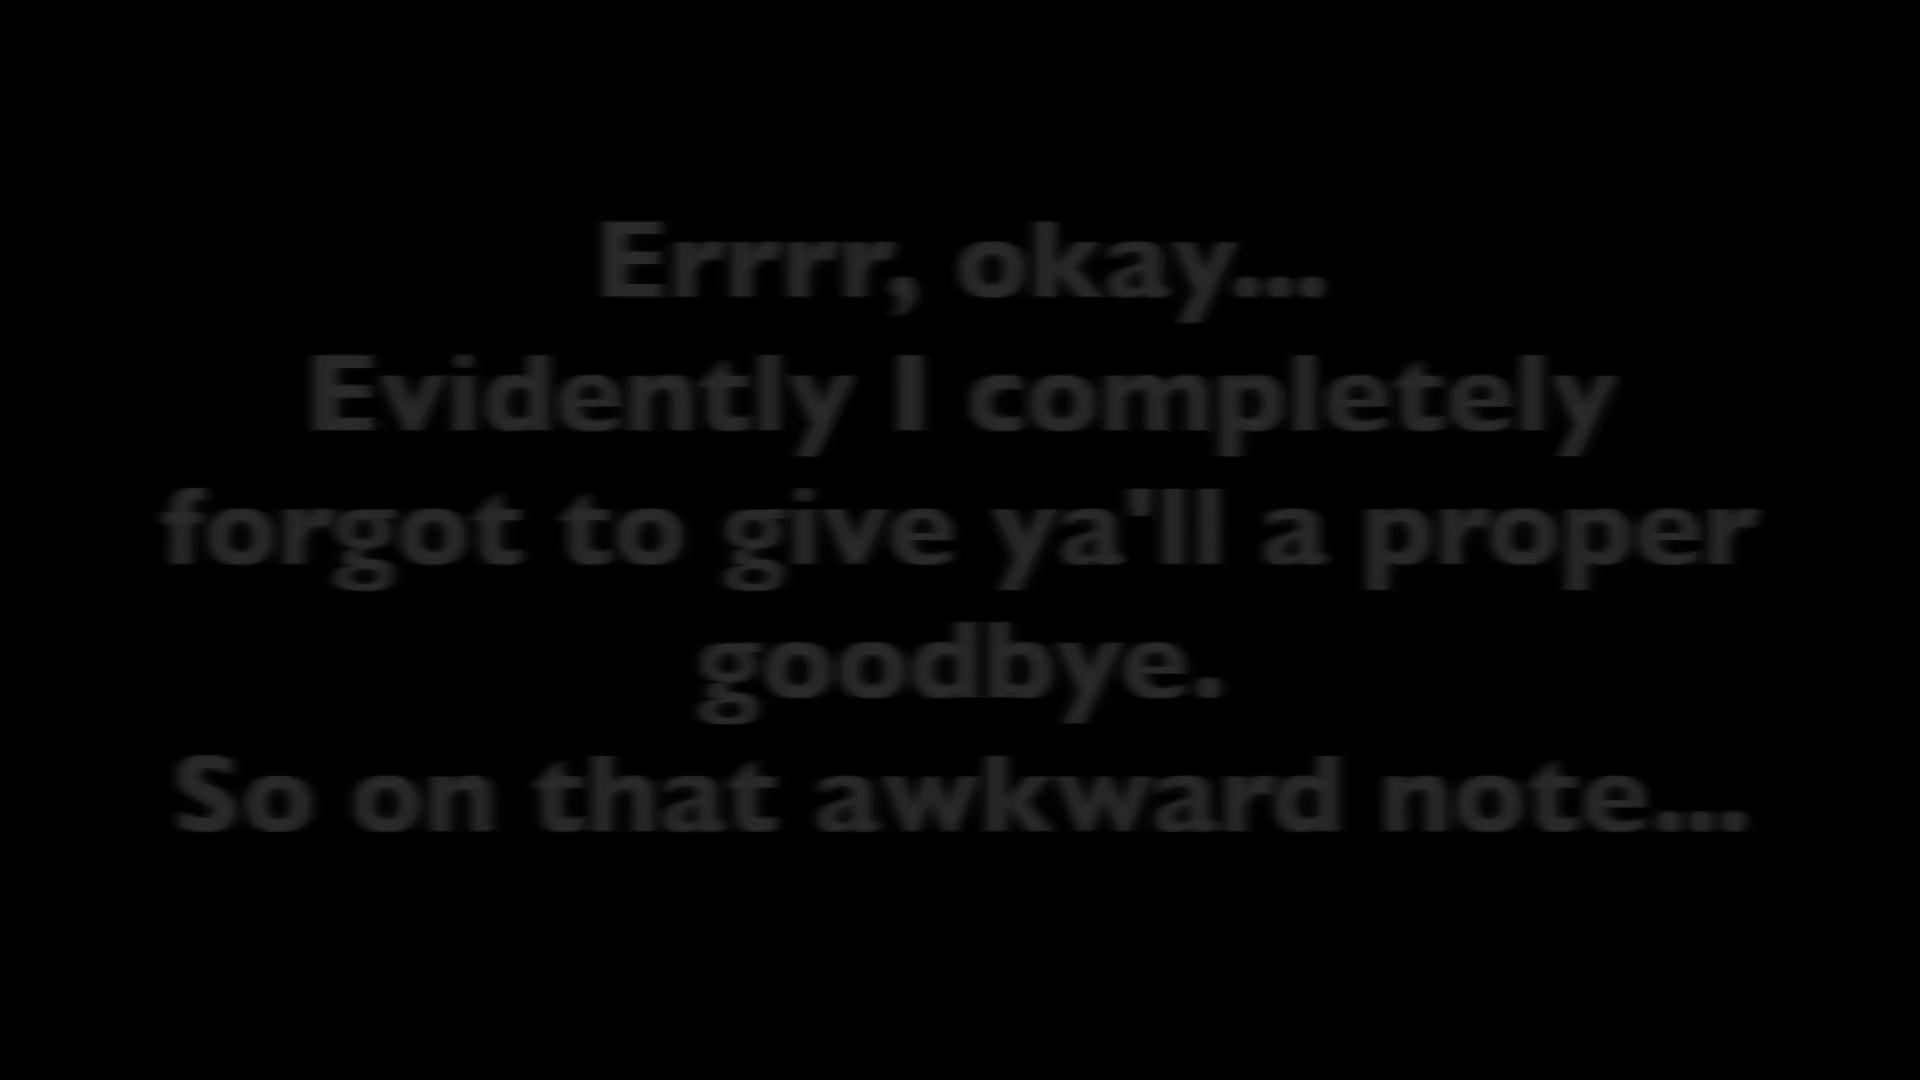 Errrr, okay...
Evidently I completely
forgot to give ya'll a proper
goodbye.
So on that awkward note...